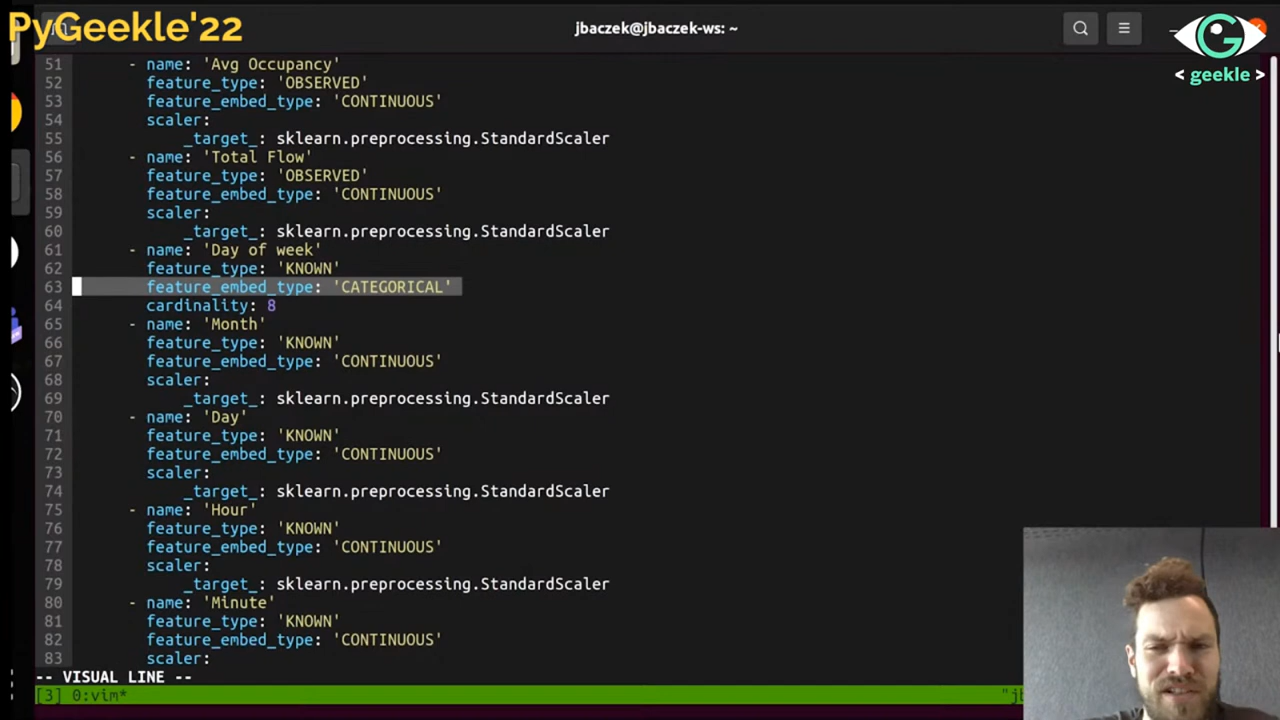 PyGeekle'22
jbaczek@jbaczek-ws: ~
< geekle >
51 - name: 'Avg Occupancy'
52 feature_type: 'OBSERVED'
53 feature_embed_type: 'CONTINUOUS'
54 scaler:
55 _target_: sklearn.preprocessing.StandardScaler
56 - name: 'Total Flow'
57 feature_type: 'OBSERVED'
58 feature_embed_type: 'CONTINUOUS'
59 scaler:
60 _target_: sklearn.preprocessing.StandardScaler
61 - name: 'Day of week'
62 feature_type: 'KNOWN'
63 feature_embed_type: 'CATEGORICAL'
64 cardinality: 8
65 - name: 'Month'
66 feature_type: 'KNOWN'
67 feature_embed_type: 'CONTINUOUS'
68 scaler:
69 _target_: sklearn.preprocessing.StandardScaler
70 - name: 'Day'
71 feature_type: 'KNOWN'
72 feature_embed_type: 'CONTINUOUS'
73 scaler:
74 _target_: sklearn.preprocessing.StandardScaler
75 - name: 'Hour'
76 feature_type: 'KNOWN'
77 feature_embed_type: 'CONTINUOUS'
78 scaler:
79 _target_: sklearn.preprocessing.StandardScaler
80 - name: 'Minute'
81 feature_type: 'KNOWN'
82 feature_embed_type: 'CONTINUOUS'
83 scaler:
-- VISUAL LINE --
[3] 0:vim* "jb